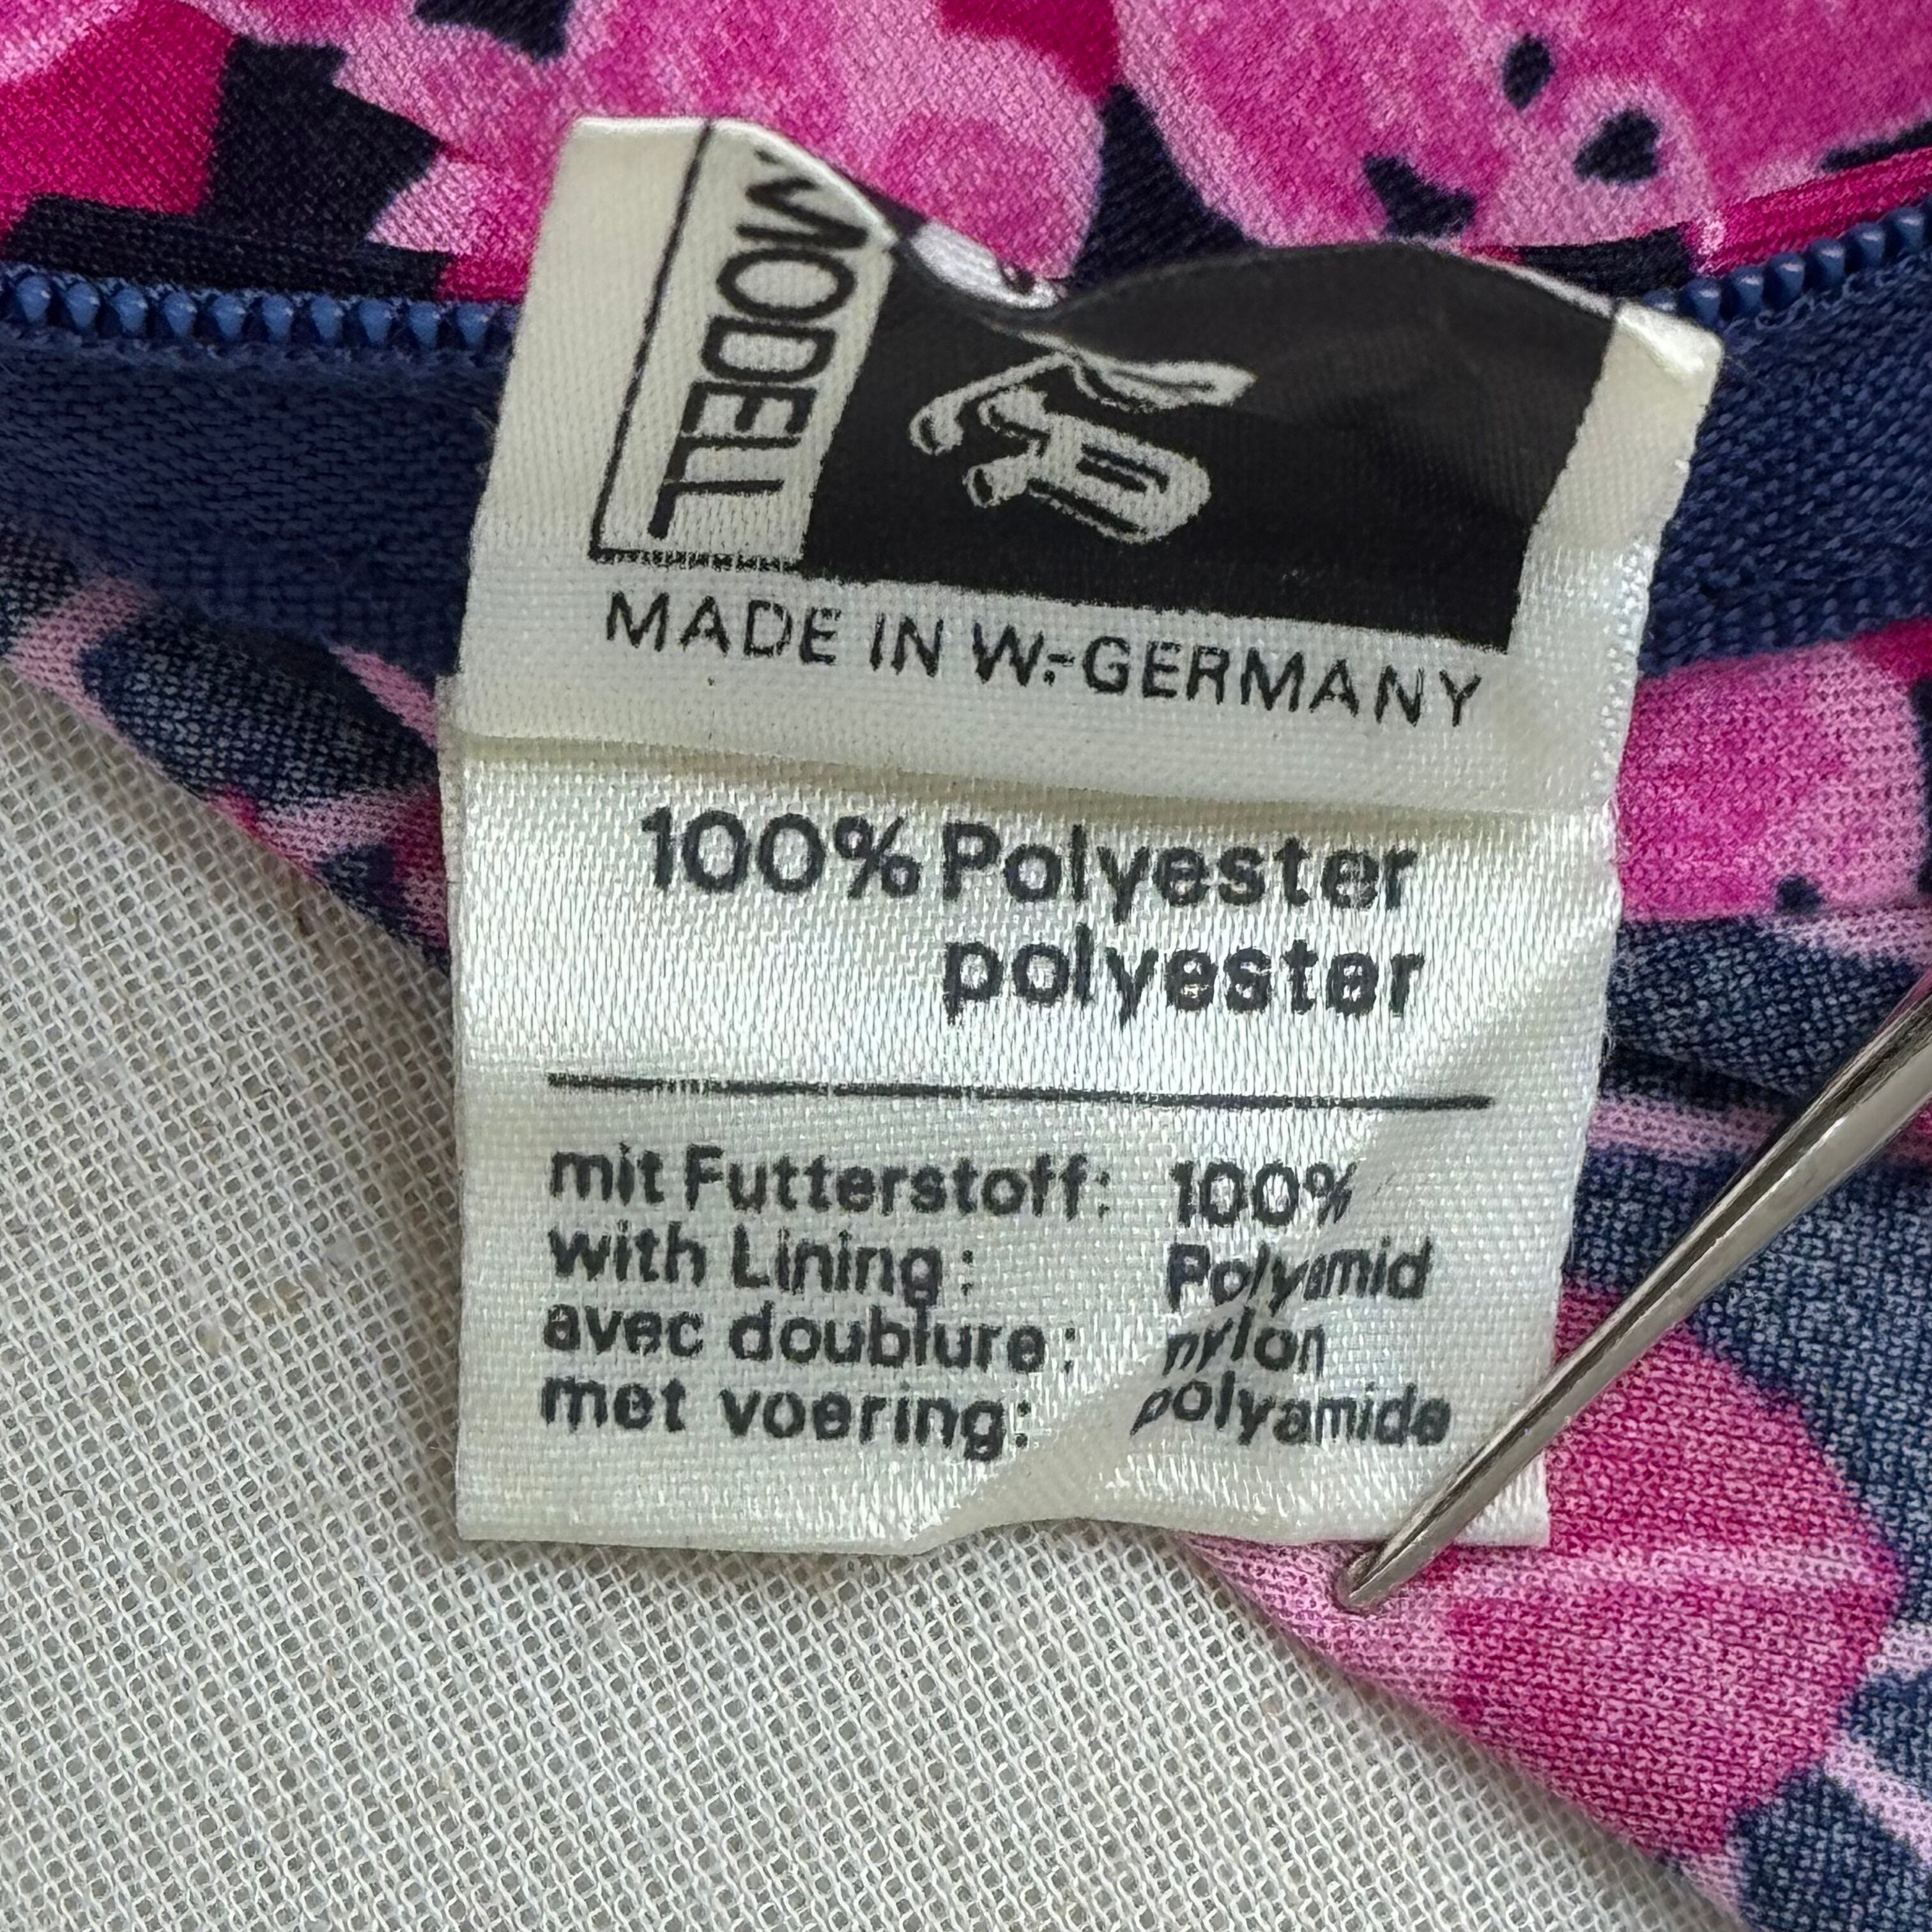 MODELL
MADE IN W.-GERMANY
100% Polyester
polyester
mit Futterstoff: 100%
with Lining: Polyamid
avec doublure: nylon
met voering: polyamide